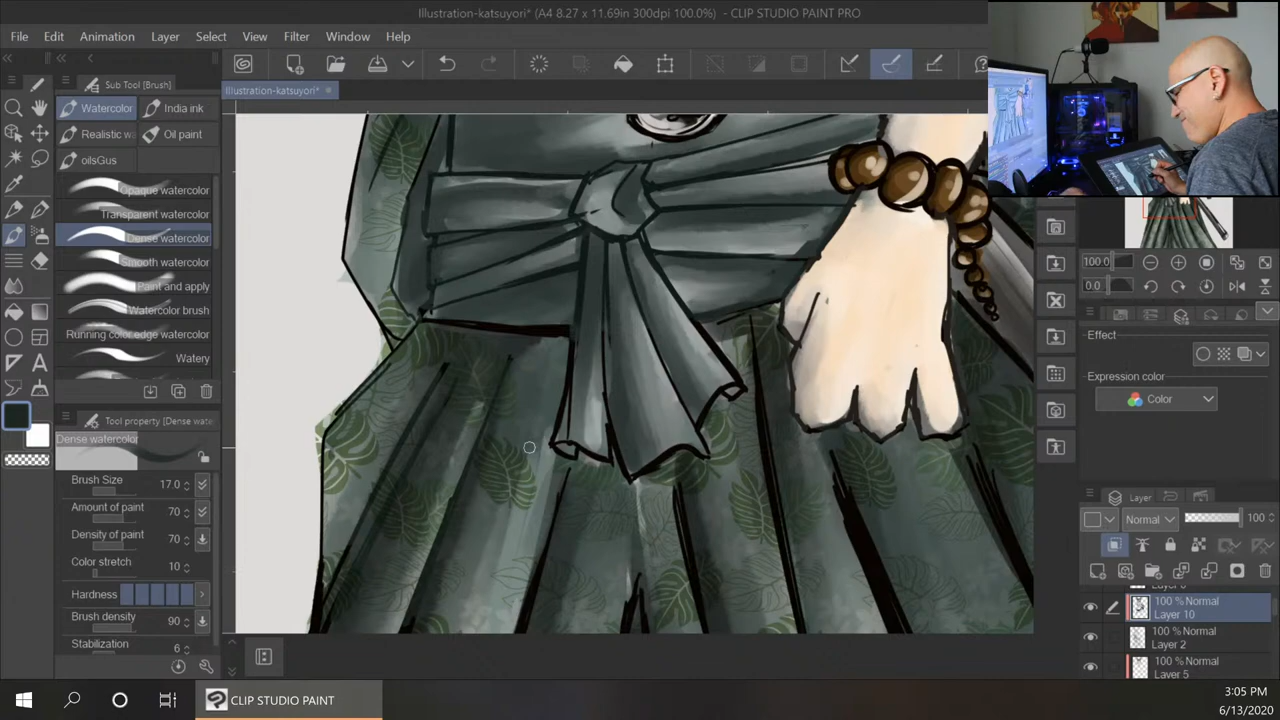 Illustration-katsuyori* (A4 8.27 x 11.69in 300dpi 100.0%) - CLIP STUDIO PAINT PRO
File Edit Animation Layer Select View Filter Window Help
Sub Tool [Brush]
Illustration-katsuyori*
Watercolor India ink
Realistic w Oil paint
oilsGus
Opaque watercolor
Transparent watercolor
Dense watercolor
Smooth watercolor
Paint and apply
Watercolor brush
Running color edge watercolor
Watery
Tool property [Dense wate
Dense watercolor
Brush Size 17.0
Amount of paint 70
Density of paint 70
Color stretch 10
Hardness
Brush density 90
Stabilization 6
100.0
0.0
Effect
Expression color
Color
Layer
Normal 100
100 % Normal
Layer 10
100 % Normal
Layer 2
100 % Normal
Layer 5
CLIP STUDIO PAINT
3:05 PM
6/13/2020